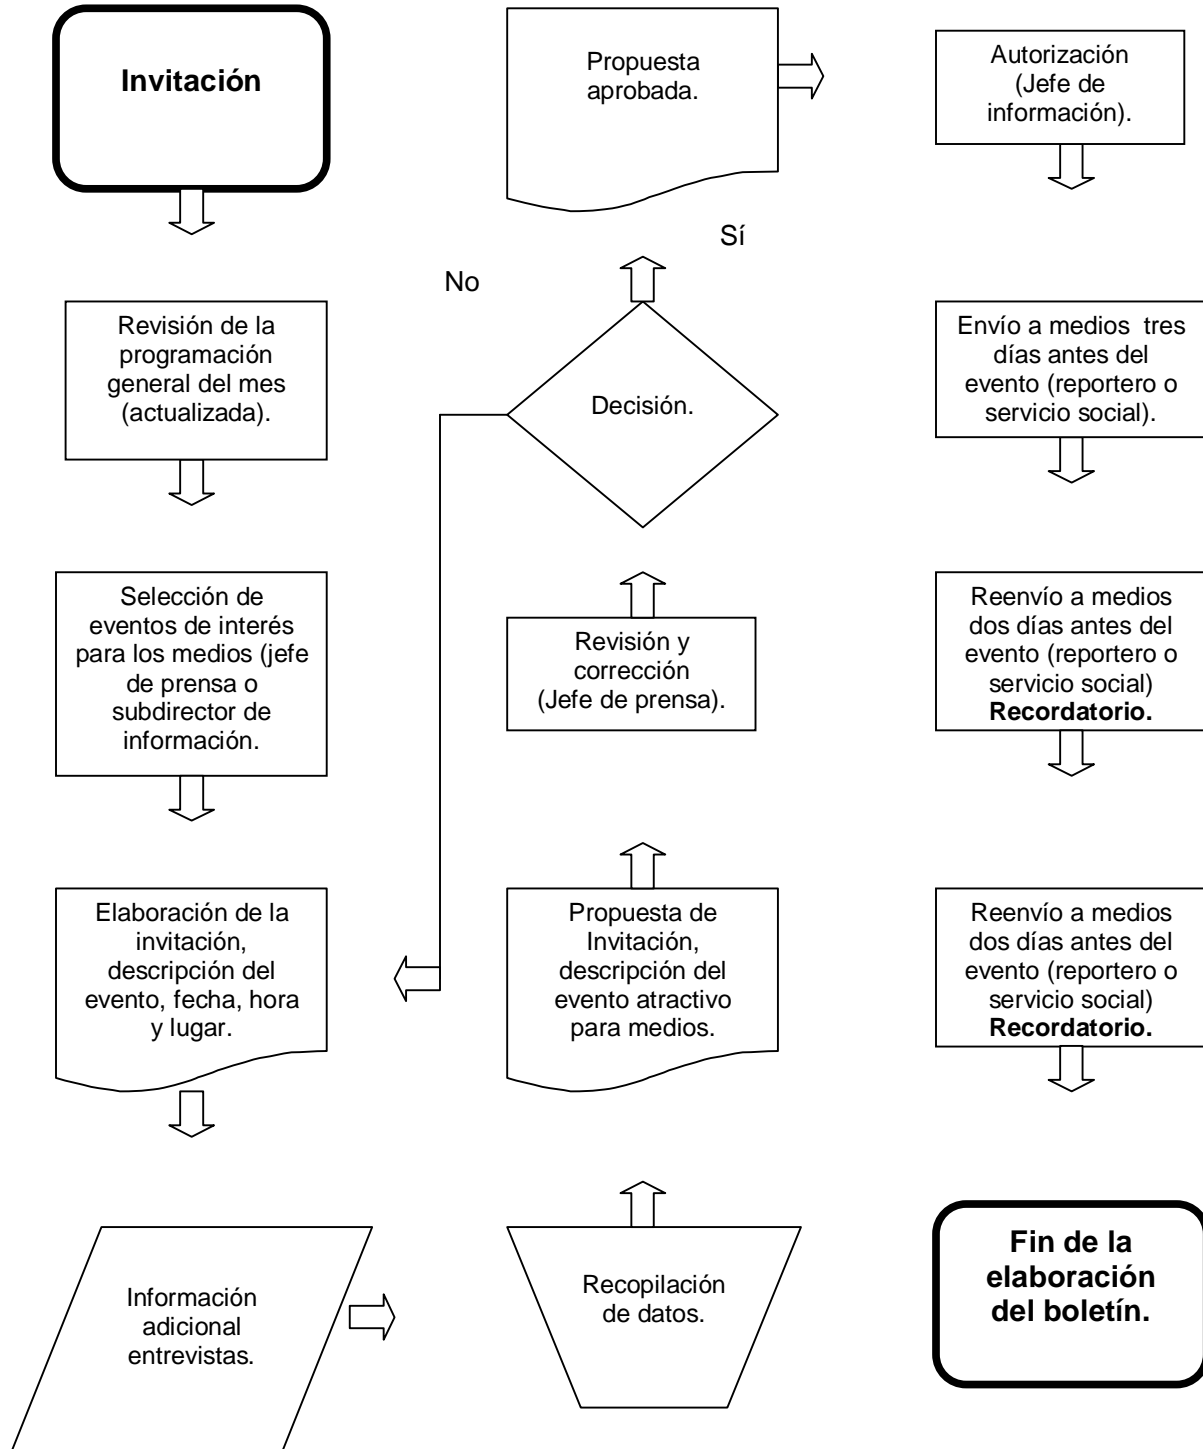 Invitación
Revisión de la
programación
general del mes
(actualizada).
Selección de
eventos de interés
para los medios (jefe
de prensa o
subdirector de
información.
Elaboración de la
invitación,
descripción del
evento, fecha, hora
y lugar.
Información
adicional
entrevistas.
Recopilación
de datos.
Propuesta de
Invitación,
descripción del
evento atractivo
para medios.
Revisión y
corrección
(Jefe de prensa).
Decisión.
No
Sí
Propuesta
aprobada.
Autorización
(Jefe de
información).
Envío a medios  tres
días antes del
evento (reportero o
servicio social).
Reenvío a medios
dos días antes del
evento (reportero o
servicio social)
Recordatorio.
Reenvío a medios
dos días antes del
evento (reportero o
servicio social)
Recordatorio.
Fin de la
elaboración
del boletín.